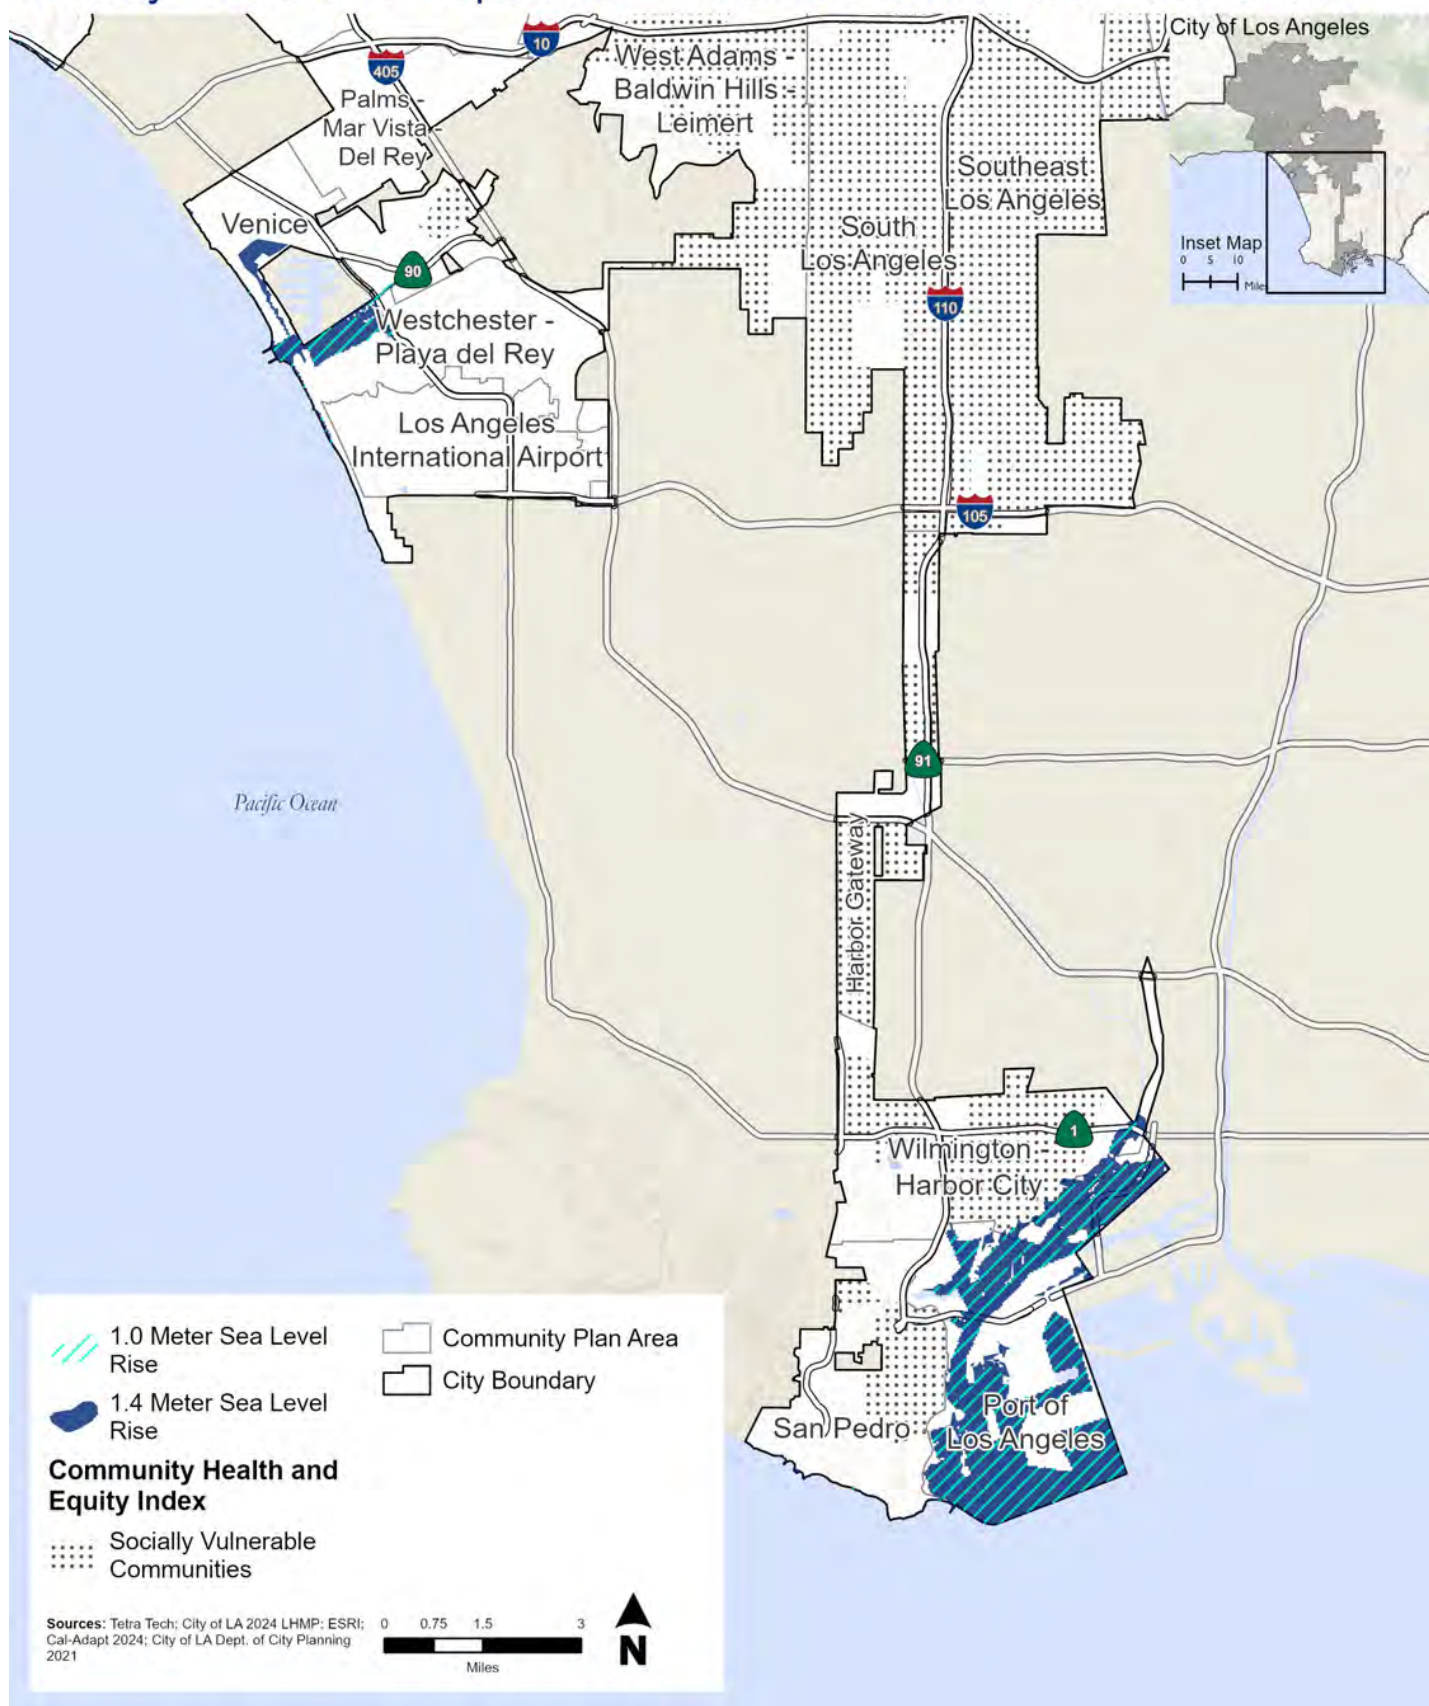 City of Los Angeles
10
405
West Adams -
Baldwin Hills -
Leimert
Palms -
Mar Vista -
Del Rey
Southeast
Los Angeles
Venice
South
Los Angeles
Inset Map
0 5 10
Mile
90
110
Westchester -
Playa del Rey
Los Angeles
International Airport
105
91
Pacific Ocean
Harbor Gateway
1
Wilmington -
Harbor City
San Pedro
Port of
Los Angeles
1.0 Meter Sea Level
Rise
1.4 Meter Sea Level
Rise
Community Plan Area
City Boundary
Community Health and
Equity Index
Socially Vulnerable
Communities
Sources: Tetra Tech; City of LA 2024 LHMP; ESRI;
Cal-Adapt 2024; City of LA Dept. of City Planning
2021
0 0.75 1.5 3
Miles
N